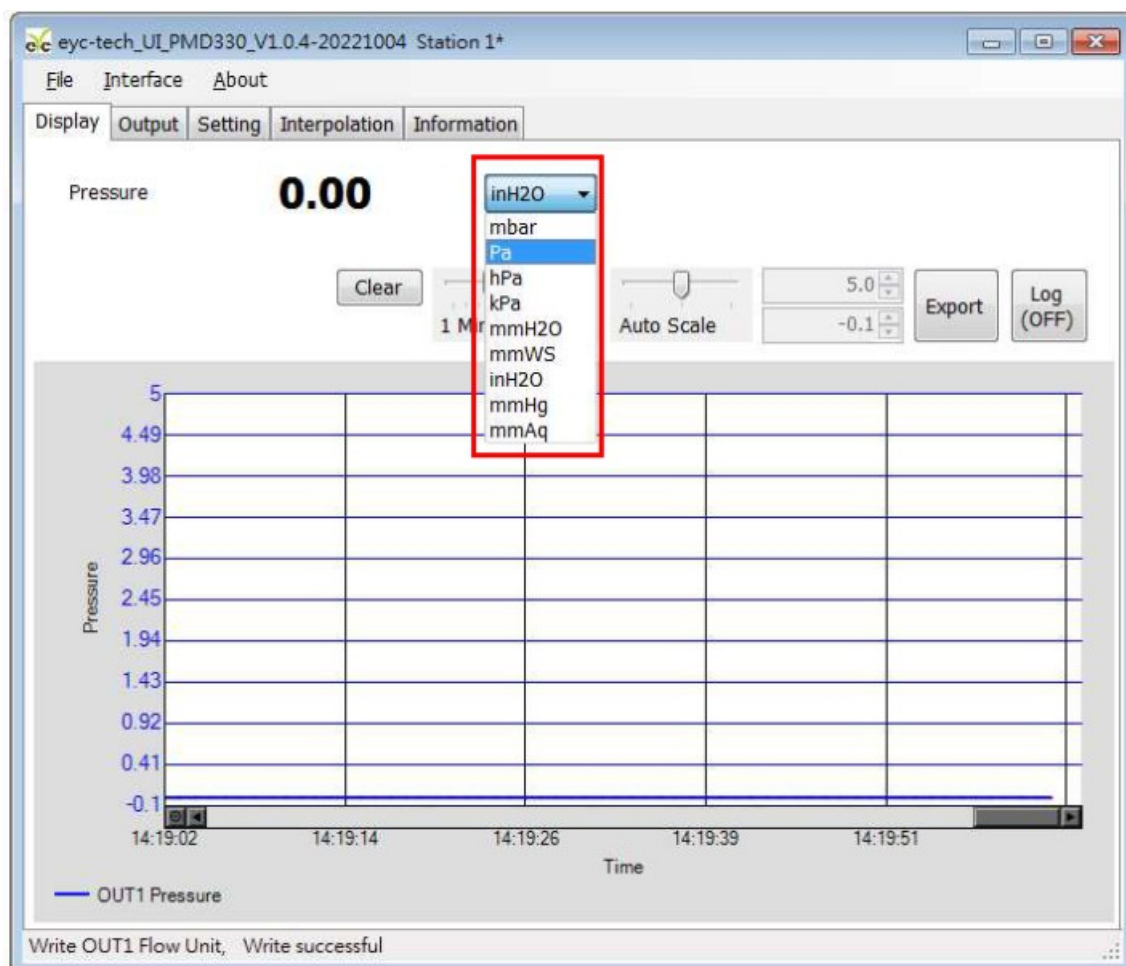 eyc-tech_UI_PMD330_V1.0.4-20221004 Station 1*
File Interface About
Display Output Setting Interpolation Information
Pressure 0.00 inH2O
mbar
Pa
hPa
kPa
mmH2O
mmWS
inH2O
mmHg
mmAq
Clear
1 Min
Auto Scale
5.0
-0.1
Export
Log
(OFF)
5
4.49
3.98
3.47
2.96
2.45
1.94
1.43
0.92
0.41
-0.1
Pressure
14:19:02 14:19:14 14:19:26 14:19:39 14:19:51
Time
OUT1 Pressure
Write OUT1 Flow Unit, Write successful